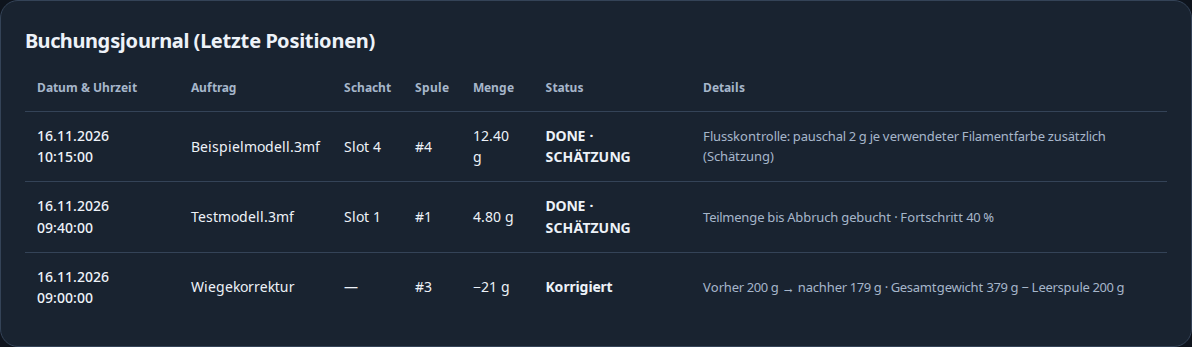 Buchungsjournal (Letzte Positionen)
Datum & Uhrzeit Auftrag Schacht Spule Menge Status Details
16.11.2026
10:15:00
Beispielmodell.3mf Slot 4 #4
12.40
g
DONE ·
SCHÄTZUNG
Flusskontrolle: pauschal 2 g je verwendeter Filamentfarbe zusätzlich
(Schätzung)
16.11.2026
09:40:00
Testmodell.3mf Slot 1 #1 4.80 g
DONE ·
SCHÄTZUNG
Teilmenge bis Abbruch gebucht · Fortschritt 40 %
16.11.2026
09:00:00
Wiegekorrektur — #3 −21 g Korrigiert Vorher 200 g → nachher 179 g · Gesamtgewicht 379 g − Leerspule 200 g